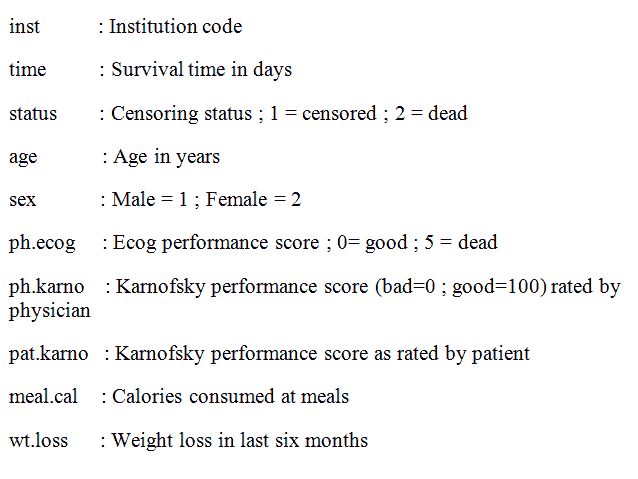 inst : Institution code
time : Survival time in days
status : Censoring status ; 1 = censored ; 2 = dead
age : Age in years
sex : Male = 1 ; Female = 2
ph.ecog : Ecog performance score ; 0= good ; 5 = dead
ph.karno : Karnofsky performance score (bad=0 ; good=100) rated by
physician
pat.karno : Karnofsky performance score as rated by patient
meal.cal : Calories consumed at meals
wt.loss : Weight loss in last six months